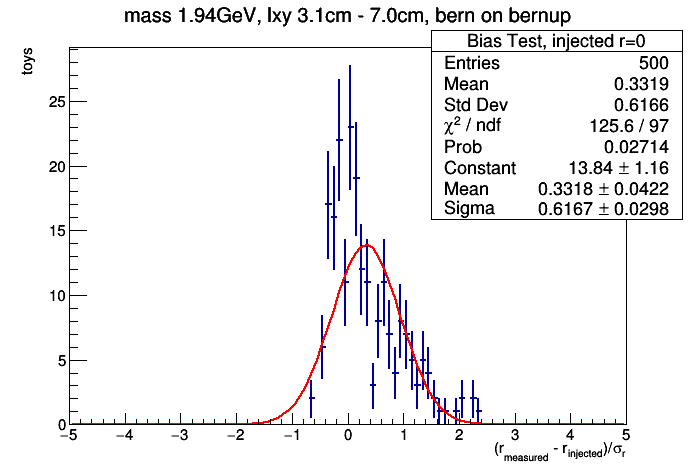 mass 1.94GeV, lxy 3.1cm - 7.0cm, bern on bernup
Bias Test, injected r=0
Entries 500
Mean 0.3319
Std Dev 0.6166
χ² / ndf 125.6 / 97
Prob 0.02714
Constant 13.84 ± 1.16
Mean 0.3318 ± 0.0422
Sigma 0.6167 ± 0.0298
toys
25
20
15
10
5
0
−5 −4 −3 −2 −1 0 1 2 3 4 5
(r_measured - r_injected)/σ_r